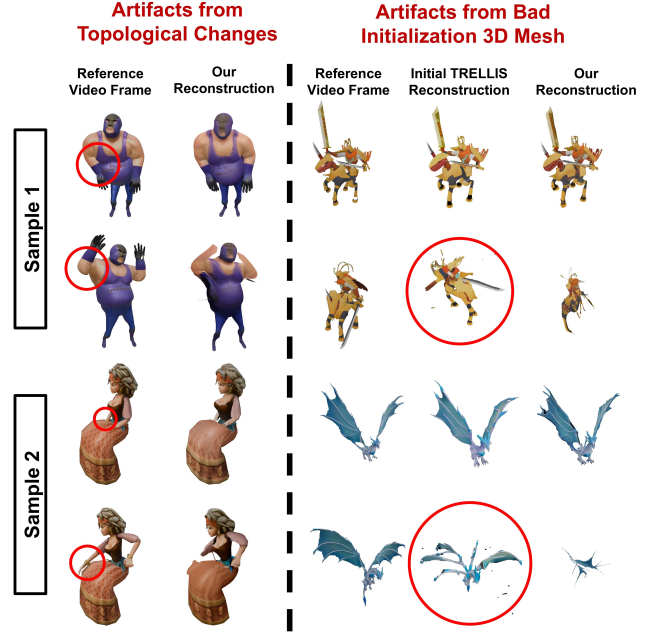 Artifacts from
Topological Changes
Artifacts from Bad
Initialization 3D Mesh
Reference
Video Frame
Our
Reconstruction
Reference
Video Frame
Initial TRELLIS
Reconstruction
Our
Reconstruction
Sample 1
Sample 2